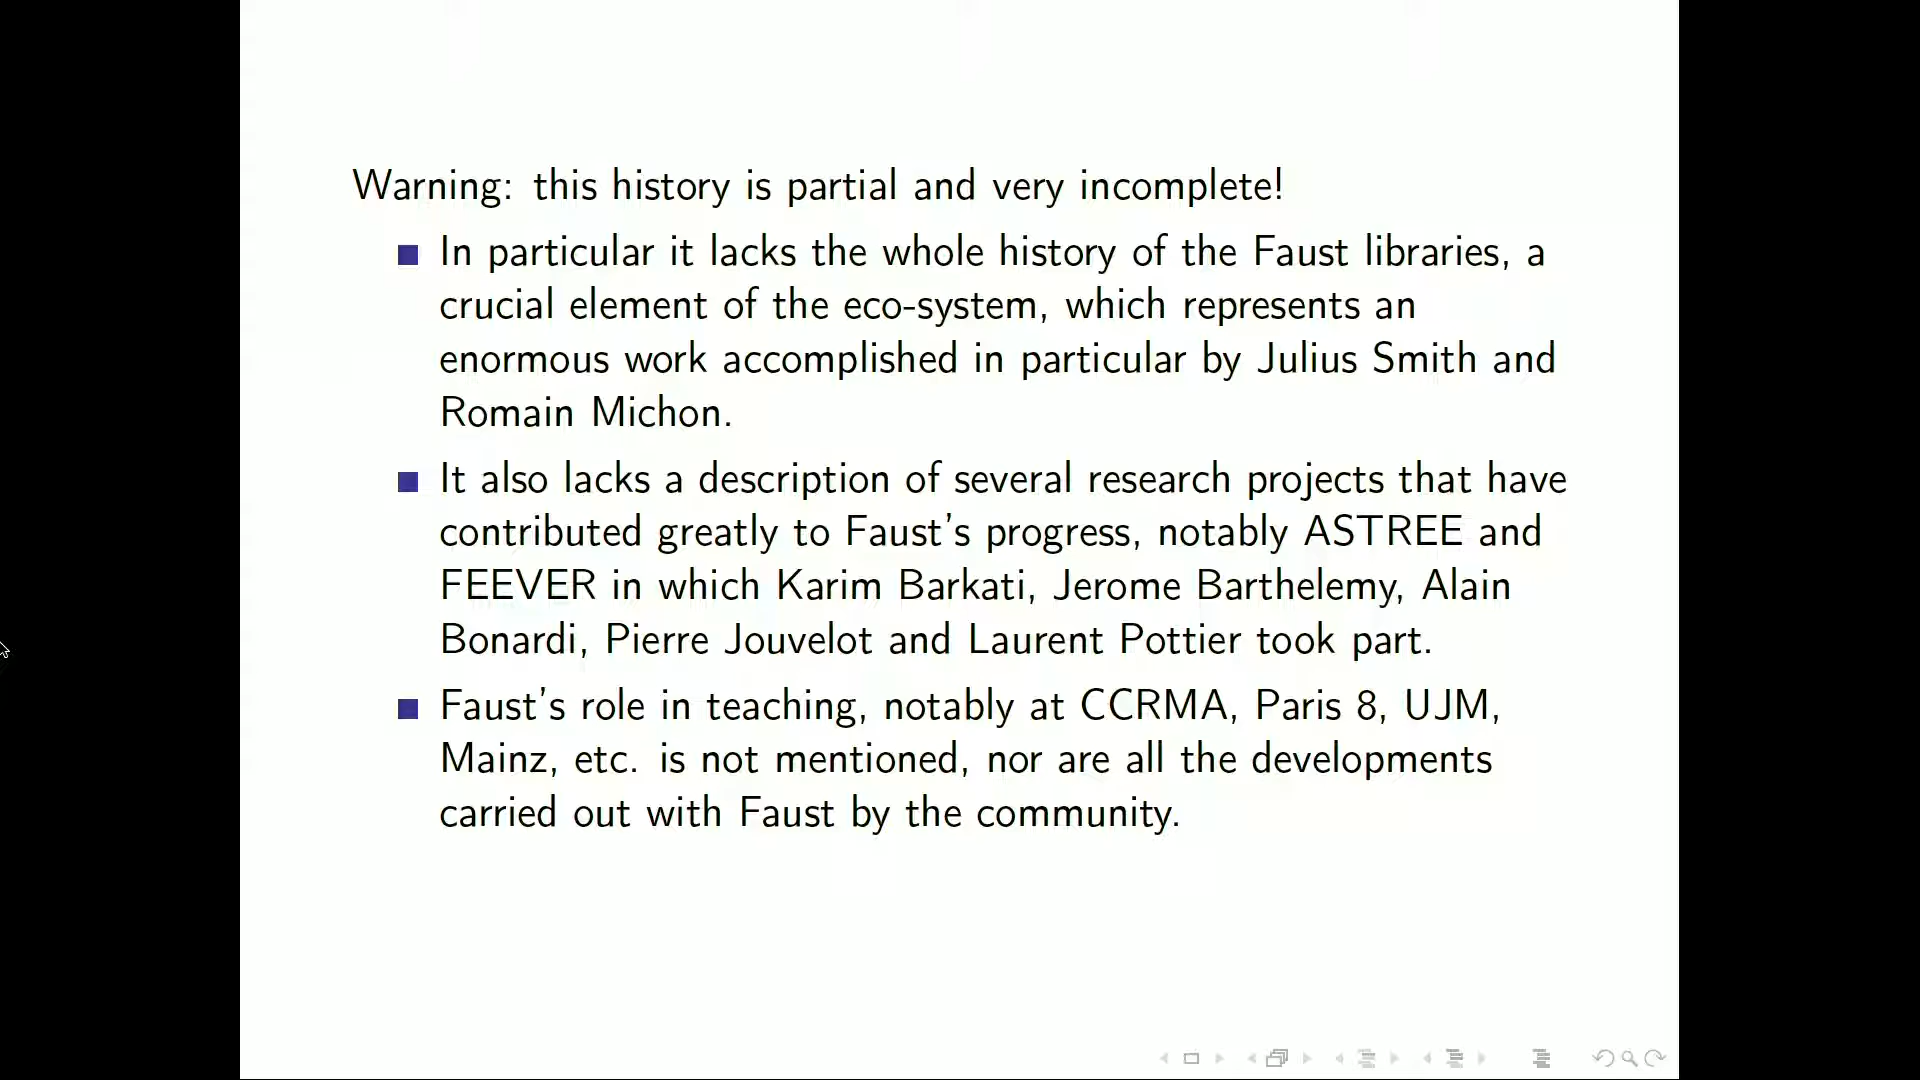 Warning: this history is partial and very incomplete!
In particular it lacks the whole history of the Faust libraries, a
crucial element of the eco-system, which represents an
enormous work accomplished in particular by Julius Smith and
Romain Michon.
It also lacks a description of several research projects that have
contributed greatly to Faust's progress, notably ASTREE and
FEEVER in which Karim Barkati, Jerome Barthelemy, Alain
Bonardi, Pierre Jouvelot and Laurent Pottier took part.
Faust's role in teaching, notably at CCRMA, Paris 8, UJM,
Mainz, etc. is not mentioned, nor are all the developments
carried out with Faust by the community.